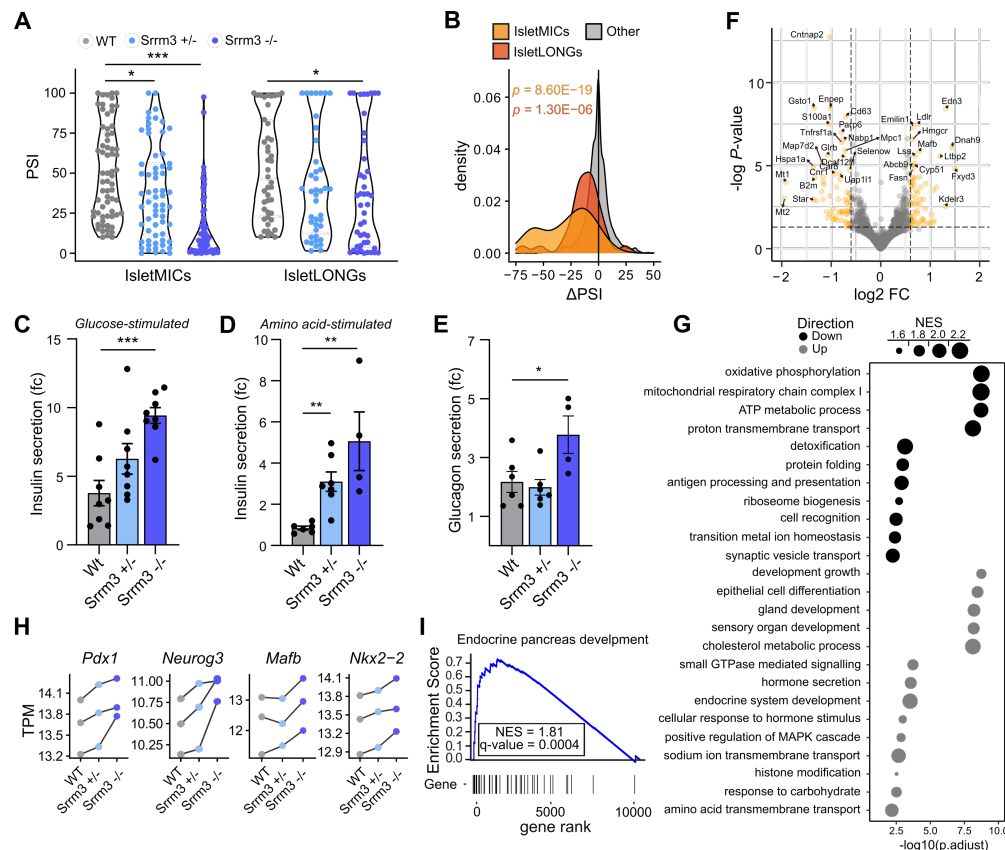 A
WT Srrm3 +/- Srrm3 -/-
***
*
*
PSI
100
75
50
25
0
IsletMICs
IsletLONGs
B
IsletMICs
Other
IsletLONGs
p = 8.60E-19
p = 1.30E-06
density
0.06
0.04
0.02
0.00
-75
-25
0
25
50
ΔPSI
F
Cntnap2
Gsto1
Enpep
Cd63
S100a1
Parp6
Tnfrsf1a
Nabp1
Mpc1
Map7d2
Glrb
Selenow
Hspa1a
Cnr1
Uap1l1
Mt1
B2m
Star
Mt2
Edn3
Emilin1
Ldlr
Hmgcr
Mafb
Dnah9
Lss
Ltbp2
Abcb9
Cyp51
Fasn
Fxyd3
Kdelr3
-log P-value
10
5
0
-2
-1
0
1
2
log2 FC
C
Glucose-stimulated
***
Insulin secretion (fc)
15
10
5
0
Wt
Srrm3 +/-
Srrm3 -/-
D
Amino acid-stimulated
**
**
Insulin secretion (fc)
10
8
6
4
2
0
Wt
Srrm3 +/-
Srrm3 -/-
E
*
Glucagon secretion (fc)
7
5
3
1
Wt
Srrm3 +/-
Srrm3 -/-
G
Direction
Down
Up
NES
1.6 1.8 2.0 2.2
oxidative phosphorylation
mitochondrial respiratory chain complex I
ATP metabolic process
proton transmembrane transport
detoxification
protein folding
antigen processing and presentation
ribosome biogenesis
cell recognition
transition metal ion homeostasis
synaptic vesicle transport
development growth
epithelial cell differentiation
gland development
sensory organ development
cholesterol metabolic process
small GTPase mediated signalling
hormone secretion
endocrine system development
cellular response to hormone stimulus
positive regulation of MAPK cascade
sodium ion transmembrane transport
histone modification
response to carbohydrate
amino acid transmembrane transport
2.5
5.0
7.5
10.0
-log10(p.adjust)
H
Pdx1
Neurog3
Mafb
Nkx2-2
TPM
14.1
13.8
13.5
13.2
11.00
10.75
10.50
10.25
13
12
14.1
13.8
13.5
13.2
12.9
WT
Srrm3 +/-
Srrm3 -/-
WT
Srrm3 +/-
Srrm3 -/-
WT
Srrm3 +/-
Srrm3 -/-
WT
Srrm3 +/-
Srrm3 -/-
I
Endocrine pancreas develpment
Enrichment Score
0.7
0.6
0.5
0.4
0.3
0.2
0.1
0.0
NES = 1.81
q-value = 0.0004
Gene -
0
5000
10000
gene rank